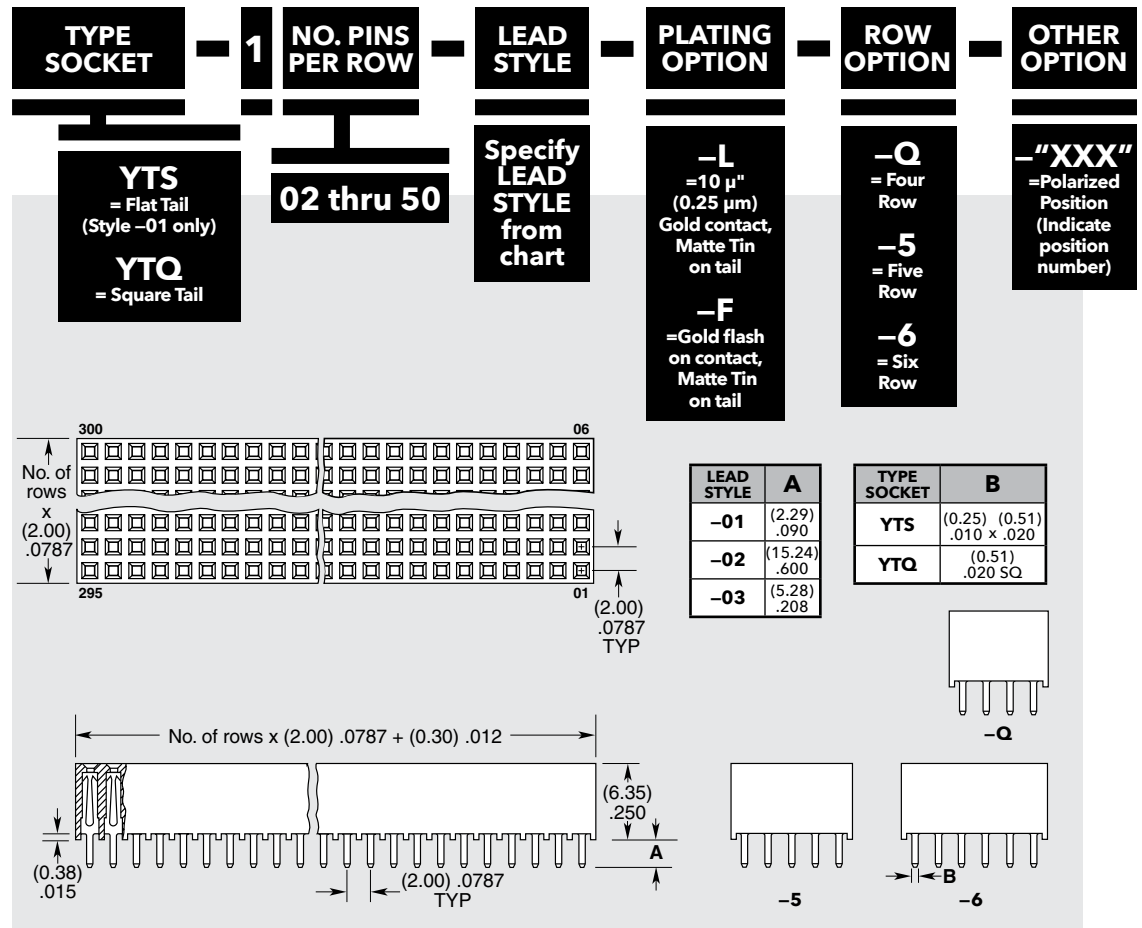 TYPE
SOCKET
–
1
NO. PINS
PER ROW
–
LEAD
STYLE
–
PLATING
OPTION
–
ROW
OPTION
–
OTHER
OPTION
YTS
= Flat Tail
(Style –01 only)
YTQ
= Square Tail
02 thru 50
Specify
LEAD
STYLE
from
chart
–L
=10 µ"
(0.25 µm)
Gold contact,
Matte Tin
on tail
–F
=Gold flash
on contact,
Matte Tin
on tail
–Q
= Four
Row
–5
= Five
Row
–6
= Six
Row
–"XXX"
=Polarized
Position
(Indicate
position
number)
300
06
No. of
rows
x
(2.00)
.0787
295
01
(2.00)
.0787
TYP
LEAD
STYLE
A
–01
(2.29)
.090
–02
(15.24)
.600
–03
(5.28)
.208
TYPE
SOCKET
B
YTS
(0.25) (0.51)
.010 x .020
YTQ
(0.51)
.020 SQ
–Q
No. of rows x (2.00) .0787 + (0.30) .012
(6.35)
.250
A
(0.38)
.015
(2.00) .0787
TYP
–5
B
–6